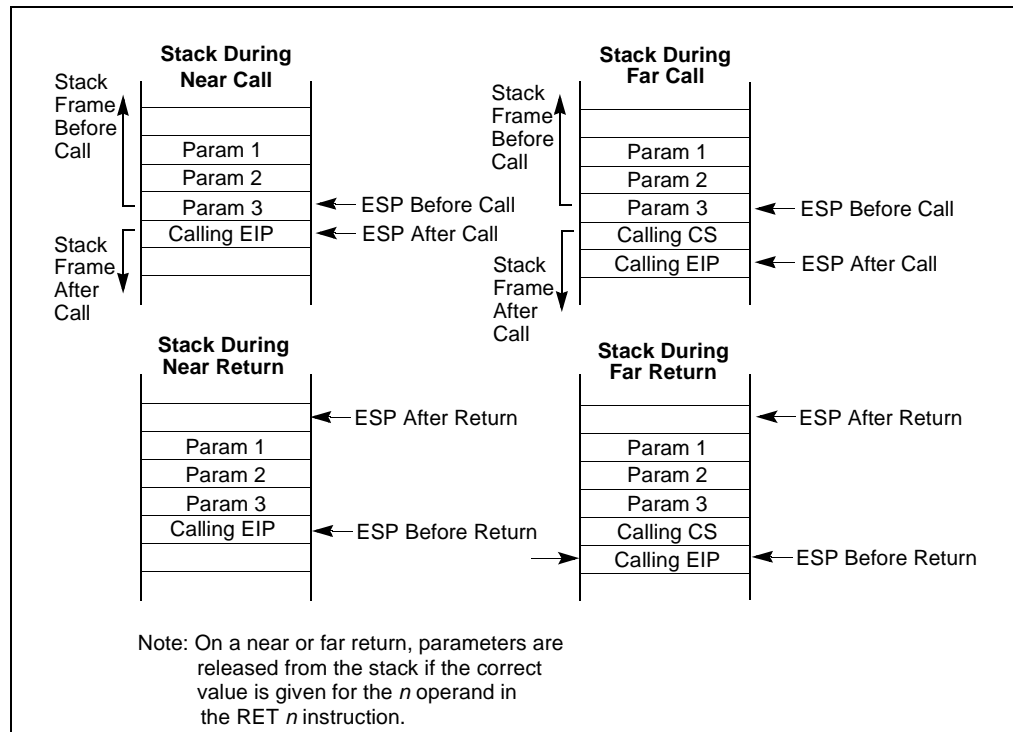 Stack During
Near Call
Stack
Frame
Before
Call
Param 1
Param 2
Param 3
ESP Before Call
Calling EIP
ESP After Call
Stack
Frame
After
Call
Stack During
Far Call
Stack
Frame
Before
Call
Param 1
Param 2
Param 3
ESP Before Call
Calling CS
Calling EIP
ESP After Call
Stack
Frame
After
Call
Stack During
Near Return
ESP After Return
Param 1
Param 2
Param 3
Calling EIP
ESP Before Return
Stack During
Far Return
ESP After Return
Param 1
Param 2
Param 3
Calling CS
Calling EIP
ESP Before Return
Note: On a near or far return, parameters are
released from the stack if the correct
value is given for the n operand in
the RET n instruction.